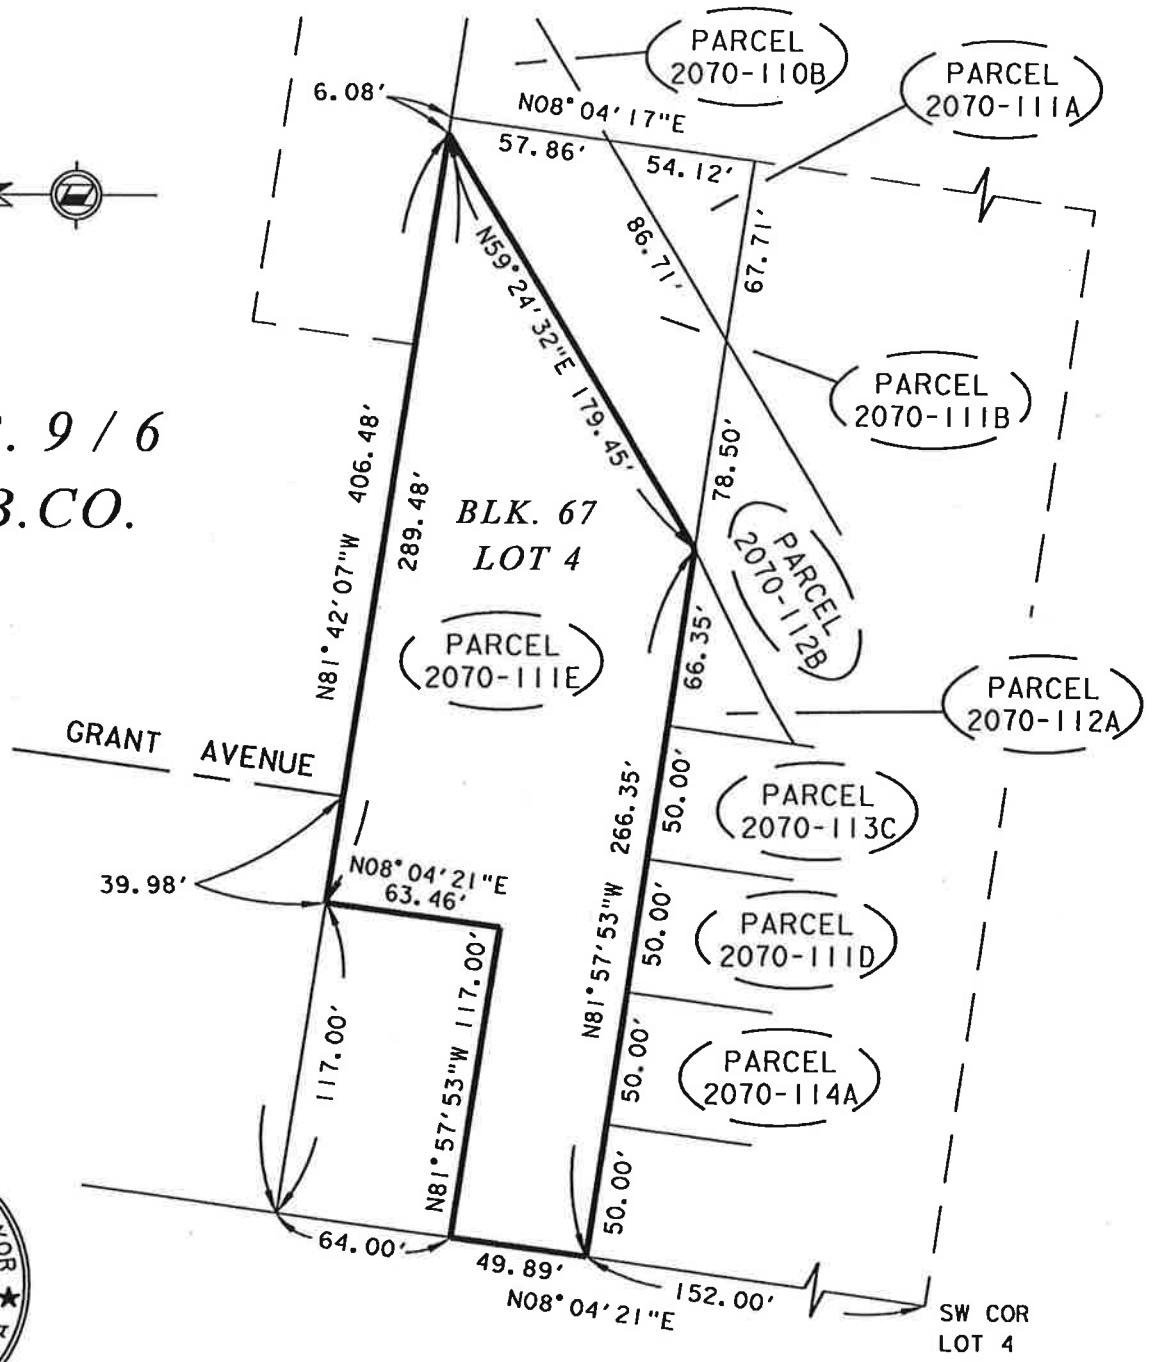 PARCEL
2070-110B
PARCEL
2070-111A
6.08'
N08°04'17"E
57.86'
54.12'
86.71'
67.71'
N59°24'32"E 179.45'
PARCEL
2070-111B
. 9 / 6
B.CO.
N81°42'07"W 406.48'
289.48'
BLK. 67
LOT 4
78.50'
PARCEL
2070-112B
PARCEL
2070-111E
66.35'
PARCEL
2070-112A
GRANT AVENUE
N81°57'53"W 266.35'
50.00'
PARCEL
2070-113C
39.98'
N08°04'21"E
63.46'
50.00'
PARCEL
2070-111D
117.00'
N81°57'53"W 117.00'
50.00'
PARCEL
2070-114A
50.00'
64.00'
49.89'
N08°04'21"E
152.00'
SW COR
LOT 4
YOR ★